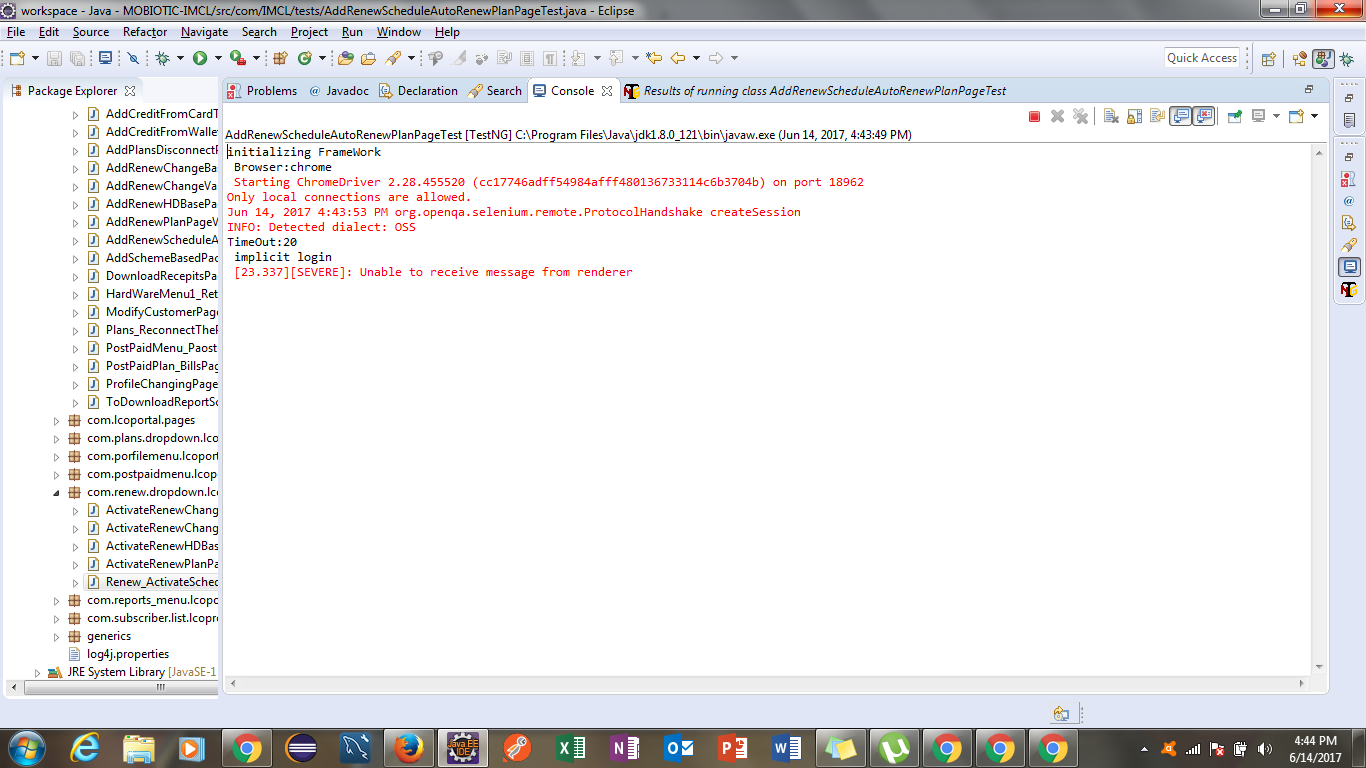 workspace - Java - MOBIOTIC-IMCL/src/com/IMCL/tests/AddRenewScheduleAutoRenewPlanPageTest.java - Eclipse
File Edit Source Refactor Navigate Search Project Run Window Help
Quick Access
Package Explorer
Problems @ Javadoc Declaration Search Console Results of running class AddRenewScheduleAutoRenewPlanPageTest
AddRenewScheduleAutoRenewPlanPageTest [TestNG] C:\Program Files\Java\jdk1.8.0_121\bin\javaw.exe (Jun 14, 2017, 4:43:49 PM)
initializing FrameWork
Browser:chrome
Starting ChromeDriver 2.28.455520 (cc17746adff54984afff480136733114c6b3704b) on port 18962
Only local connections are allowed.
Jun 14, 2017 4:43:53 PM org.openqa.selenium.remote.ProtocolHandshake createSession
INFO: Detected dialect: OSS
TimeOut:20
implicit login
[23.337][SEVERE]: Unable to receive message from renderer
AddCreditFromCardT
AddCreditFromWalle
AddPlansDisconnectF
AddRenewChangeBa
AddRenewChangeVa
AddRenewHDBasePa
AddRenewPlanPageV
AddRenewScheduleA
AddSchemeBasedPac
DownloadRecepitsPa
HardWareMenu1_Ret
ModifyCustomerPage
Plans_ReconnectTheP
PostPaidMenu_Paost
PostPaidPlan_BillsPag
ProfileChangingPage
ToDownloadReportSc
com.lcoportal.pages
com.plans.dropdown.lco
com.porfilemenu.lcoport
com.postpaidmenu.lcop
com.renew.dropdown.lco
ActivateRenewChang
ActivateRenewChang
ActivateRenewHDBas
ActivateRenewPlanPa
Renew_ActivateSched
com.reports_menu.lcopo
com.subscriber.list.lcopro
generics
log4j.properties
JRE System Library [JavaSE-1
4:44 PM
6/14/2017